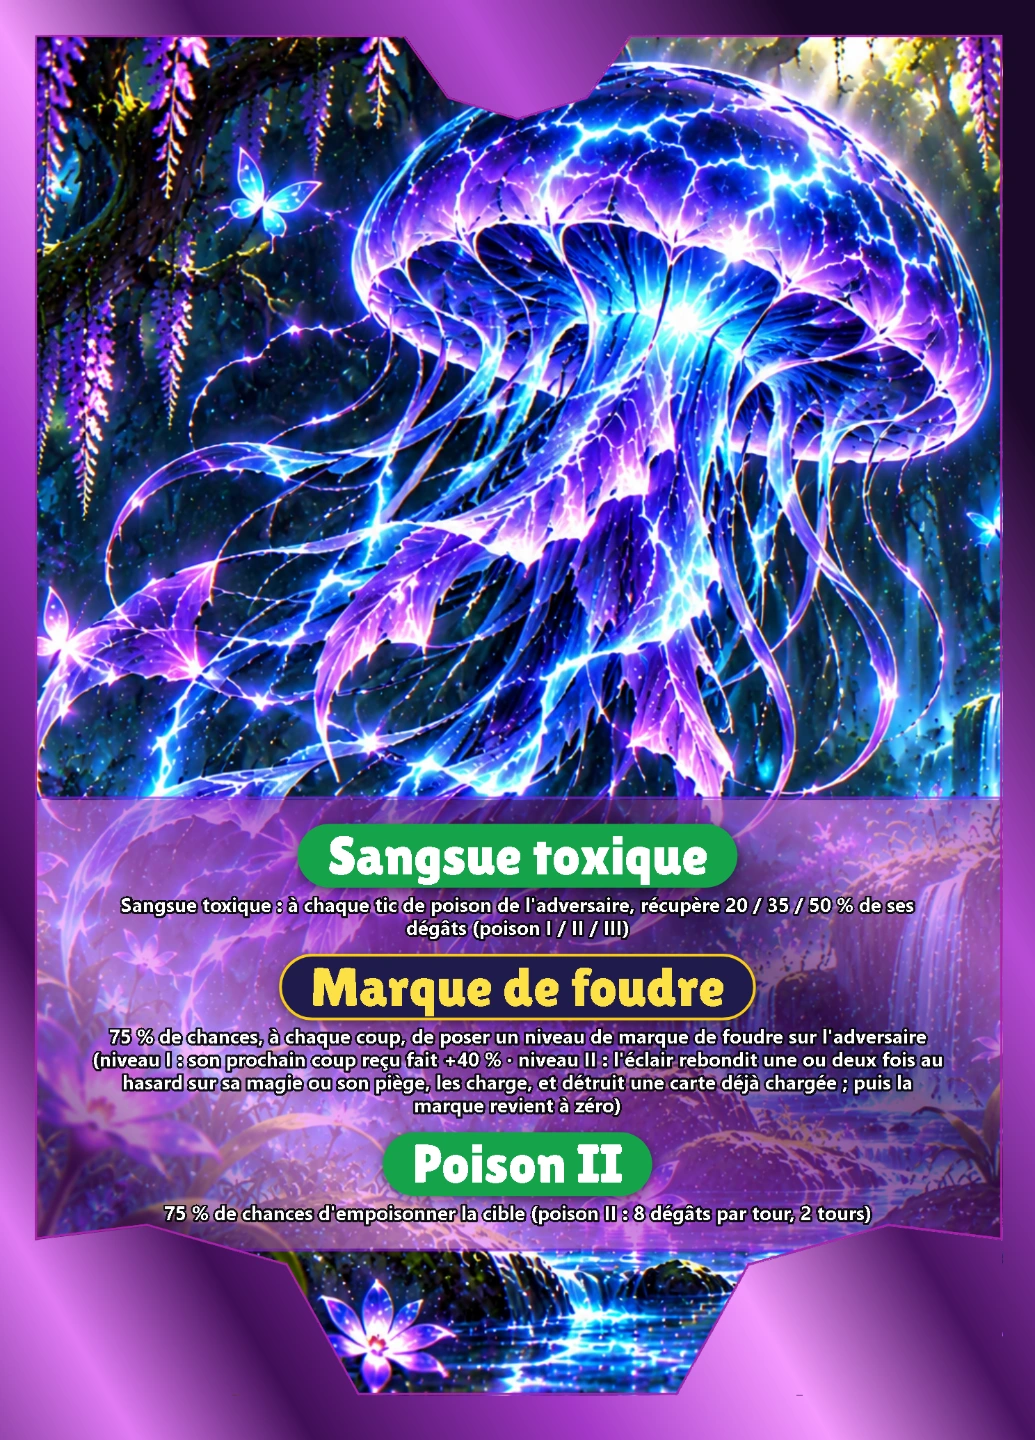 Sangsue toxique
Sangsue toxique : à chaque tic de poison de l'adversaire, récupère 20 / 35 / 50 % de ses
dégâts (poison I / II / III)
Marque de foudre
75 % de chances, à chaque coup, de poser un niveau de marque de foudre sur l'adversaire
(niveau I : son prochain coup reçu fait +40 % · niveau II : l'éclair rebondit une ou deux fois au
hasard sur sa magie ou son piège, les charge, et détruit une carte déjà chargée ; puis la
marque revient à zéro)
Poison II
75 % de chances d'empoisonner la cible (poison II : 8 dégâts par tour, 2 tours)